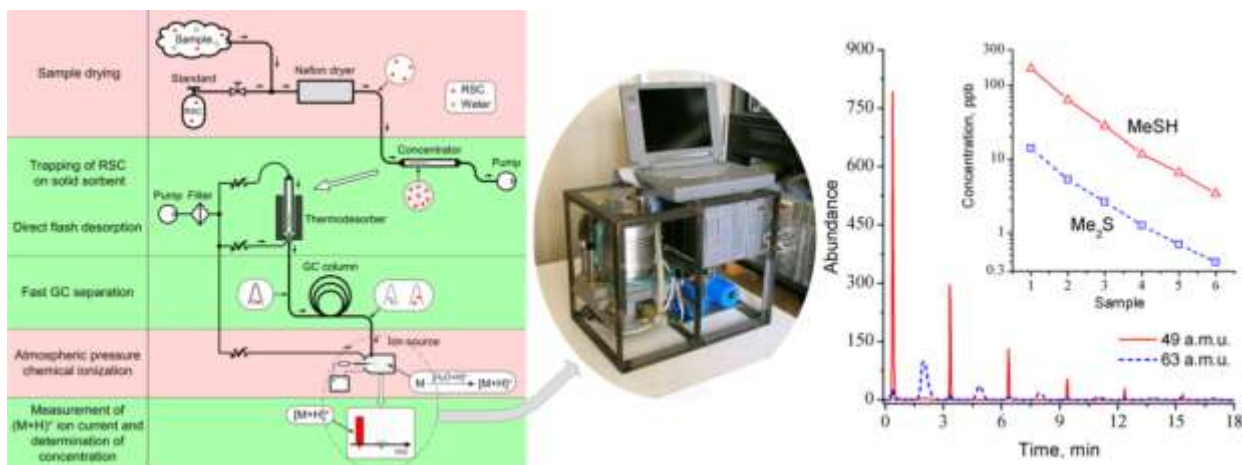 Sample drying
Sample
Standard
RSC
Nafion dryer
RSC
Water
Trapping of RSC
on solid sorbent
Direct flash desorption
Concentrator
Pump
Pump
Filter
Thermodesorber
Fast GC separation
GC column
Atmospheric pressure
chemical ionization
Ion source
M [M+H]⁺
Measurement of
(M+H)⁺ ion current and
determination of
concentration
[M+H]⁺
Abundance
900
750
600
450
300
150
0
0 3 6 9 12 15 18
Time, min
49 a.m.u.
63 a.m.u.
Concentration, ppb
300
100
10
1
0.3
1 2 3 4 5 6
Sample
MeSH
Me₂S